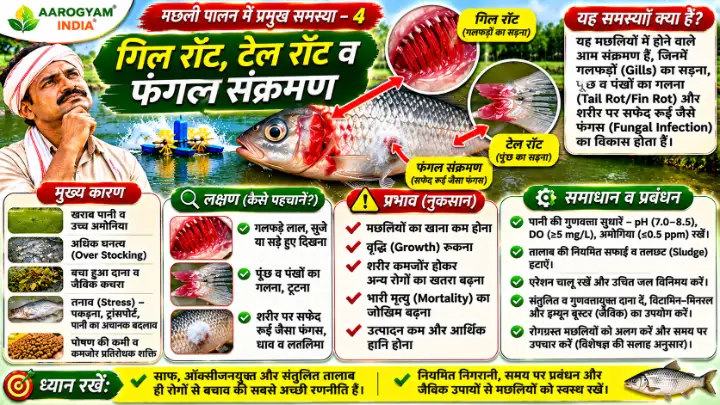 AAROGYAM®
INDIA
मछली पालन में प्रमुख समस्या – 4
गिल रॉट, टेल रॉट व
फंगल संक्रमण
गिल रॉट
(गलफड़ों का सड़ना)
टेल रॉट
(पूंछ का सड़ना)
फंगल संक्रमण
(सफेद रूई जैसा फंगस)
यह समस्याॅं क्या हैं?
यह मछलियों में होने वाले
आम संक्रमण हैं, जिनमें
गलफड़ों (Gills) का सड़ना,
पूंछ व पंखों का गलना
(Tail Rot/Fin Rot) और
शरीर पर सफेद रूई जैसे
फंगस (Fungal Infection)
का विकास होता हैं।
मुख्य कारण
खराब पानी व
उच्च अमोनिया
अधिक घनत्व
(Over Stocking)
बचा हुआ दाना व
जैविक कचरा
तनाव (Stress) –
पकड़ना, ट्रांसपोर्ट,
पानी का अचानक बदलाव
पोषण की कमी व
कमजोर प्रतिरोधक शक्ति
लक्षण (कैसे पहचानें?)
गलफड़े लाल, सूजे
या सड़े हुए दिखना
पूंछ व पंखों का
गलना, टूटना
शरीर पर सफेद
रूई जैसा फंगस,
धाव व लतलिमा
प्रभाव (नुकसान)
मछलियों का खाना कम होना
वृद्धि (Growth) रुकना
शरीर कमजोर होकर
अन्य रोगों का खतरा बढ़ना
भारी मृत्यु (Mortality) का
जोखिम बढ़ना
उत्पादन कम और आर्थिक
हानि होना
समाधान व प्रबंधन
पानी की गुणवत्ता सुधारें – pH (7.0–8.5),
DO (≥5 mg/L), अमोगिया (≤0.5 ppm) रखें।
तालाब की नियमित सफाई व तलछट (Sludge)
हटाएँ।
एरेशन चालू रखें और उचित जल विनिमय करें।
संतुलित व गुणवत्तायुक्त दाना दें, विटामिन–मिनरल
और इम्यून बूस्टर (जैविक) का उपयोग करें।
रोगग्रस्त मछलियों को अलग करें और समय पर
उपचार करें (विशेषज्ञ की सलाह अनुसार)।
ध्यान रखें:
साफ, ऑक्सीजनयुक्त और संतुलित तालाब
ही रोगों से बचाव की सबसे अच्छी रणनीति हैं।
नियमित निगरानी, समय पर प्रबंधन और
जैविक उपायों से मछलियों को स्वस्थ रखें।